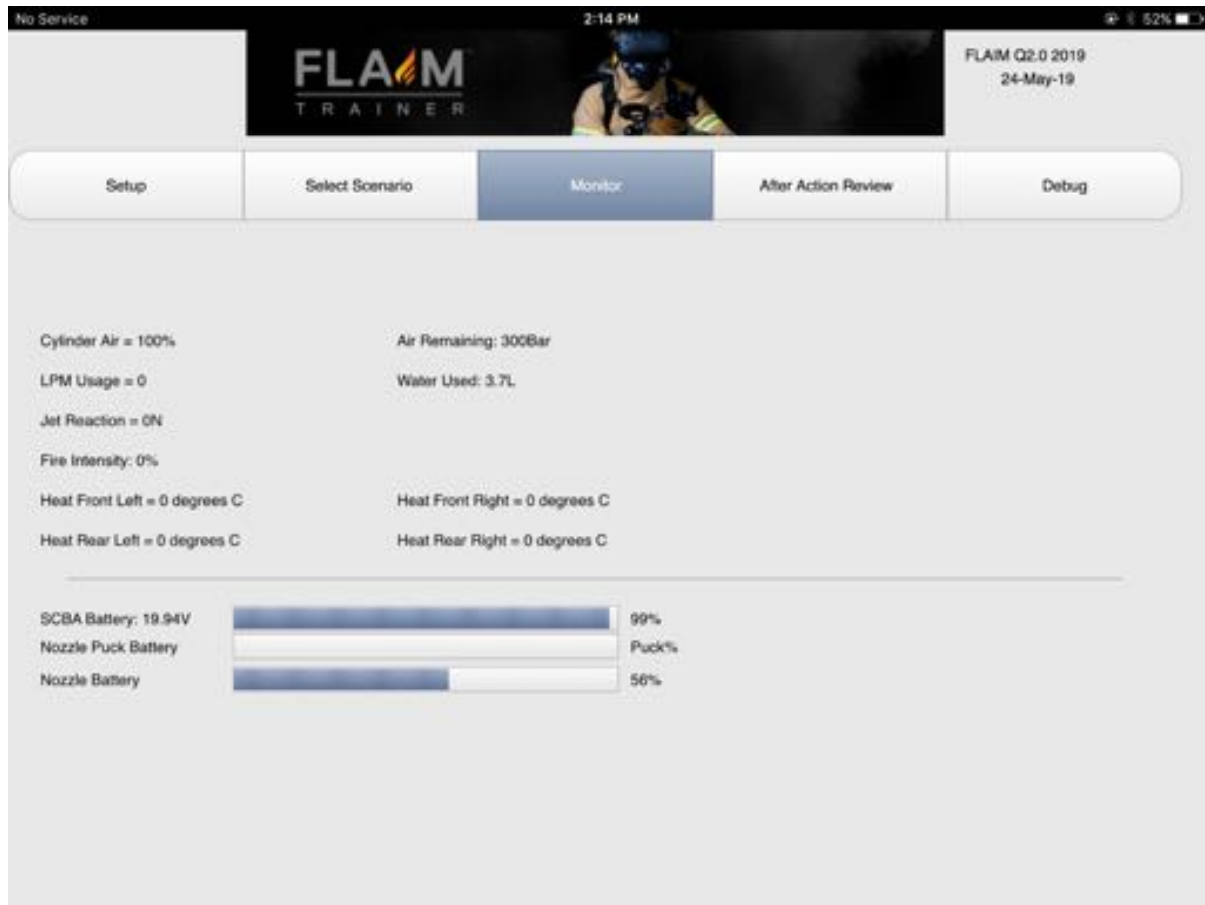 No Service 2:14 PM 52%
FLAIM
TRAINER
FLAIM Q2.0 2019
24-May-19
Setup Select Scenario Monitor After Action Review Debug
Cylinder Air = 100% Air Remaining: 300Bar
LPM Usage = 0 Water Used: 3.7L
Jet Reaction = 0N
Fire Intensity: 0%
Heat Front Left = 0 degrees C Heat Front Right = 0 degrees C
Heat Rear Left = 0 degrees C Heat Rear Right = 0 degrees C
SCBA Battery: 19.94V 99%
Nozzle Puck Battery Puck%
Nozzle Battery 56%